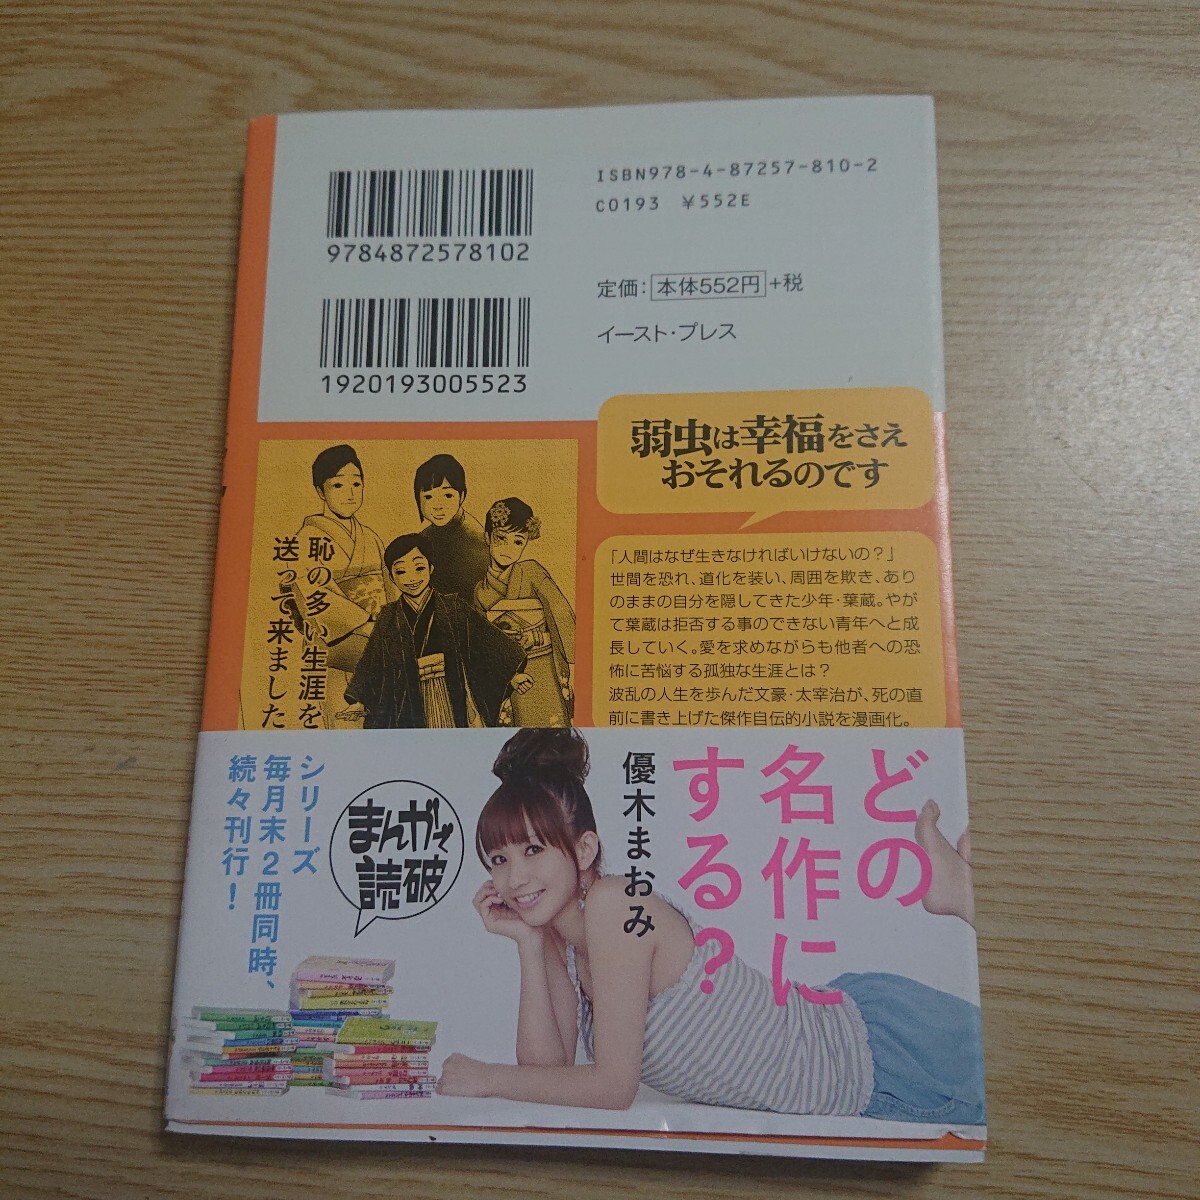 9784872578102
1920193005523
ISBN978-4-87257-810-2
C0193 ¥552E
定価：本体552円+税
イースト・プレス
弱虫は幸福をさえ
おそれるのです
恥の多い生涯を
送って来ました
「人間はなぜ生きなければいけないの？」
世間を恐れ、道化を装い、周囲を欺き、あり
のままの自分を隠してきた少年・葉蔵。やが
て葉蔵は拒否する事のできない青年へと成
長していく。愛を求めながらも他者への恐
怖に苦悩する孤独な生涯とは？
波乱の人生を歩んだ文豪・太宰治が、死の直
前に書き上げた傑作自伝的小説を漫画化。
どの
名作に
する？
優木まおみ
まんがで
読破
シリーズ
毎月末2冊同時、
続々刊行！